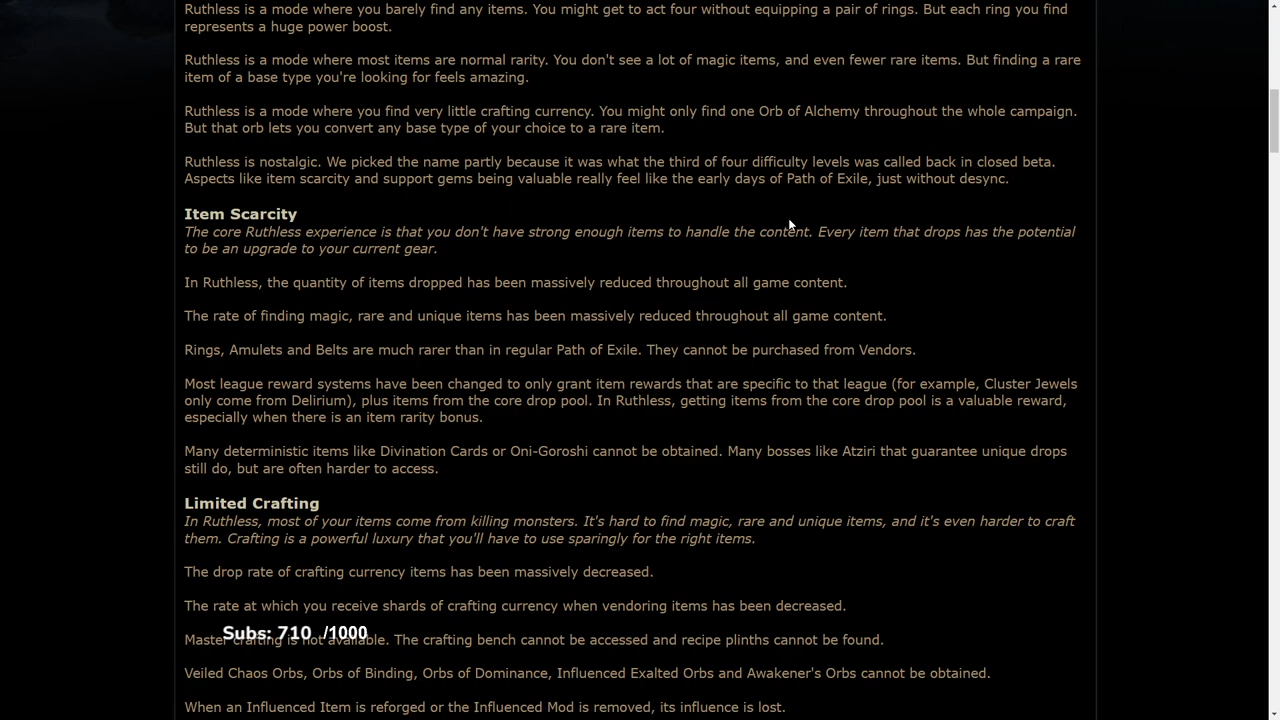 Ruthless is a mode where you barely find any items. You might get to act four without equipping a pair of rings. But each ring you find
represents a huge power boost.
Ruthless is a mode where most items are normal rarity. You don't see a lot of magic items, and even fewer rare items. But finding a rare
item of a base type you're looking for feels amazing.
Ruthless is a mode where you find very little crafting currency. You might only find one Orb of Alchemy throughout the whole campaign.
But that orb lets you convert any base type of your choice to a rare item.
Ruthless is nostalgic. We picked the name partly because it was what the third of four difficulty levels was called back in closed beta.
Aspects like item scarcity and support gems being valuable really feel like the early days of Path of Exile, just without desync.
Item Scarcity
The core Ruthless experience is that you don't have strong enough items to handle the content. Every item that drops has the potential
to be an upgrade to your current gear.
In Ruthless, the quantity of items dropped has been massively reduced throughout all game content.
The rate of finding magic, rare and unique items has been massively reduced throughout all game content.
Rings, Amulets and Belts are much rarer than in regular Path of Exile. They cannot be purchased from Vendors.
Most league reward systems have been changed to only grant item rewards that are specific to that league (for example, Cluster Jewels
only come from Delirium), plus items from the core drop pool. In Ruthless, getting items from the core drop pool is a valuable reward,
especially when there is an item rarity bonus.
Many deterministic items like Divination Cards or Oni-Goroshi cannot be obtained. Many bosses like Atziri that guarantee unique drops
still do, but are often harder to access.
Limited Crafting
In Ruthless, most of your items come from killing monsters. It's hard to find magic, rare and unique items, and it's even harder to craft
them. Crafting is a powerful luxury that you'll have to use sparingly for the right items.
The drop rate of crafting currency items has been massively decreased.
The rate at which you receive shards of crafting currency when vendoring items has been decreased.
Subs: 710 /1000
Master crafting is not available. The crafting bench cannot be accessed and recipe plinths cannot be found.
Veiled Chaos Orbs, Orbs of Binding, Orbs of Dominance, Influenced Exalted Orbs and Awakener's Orbs cannot be obtained.
When an Influenced Item is reforged or the Influenced Mod is removed, its influence is lost.